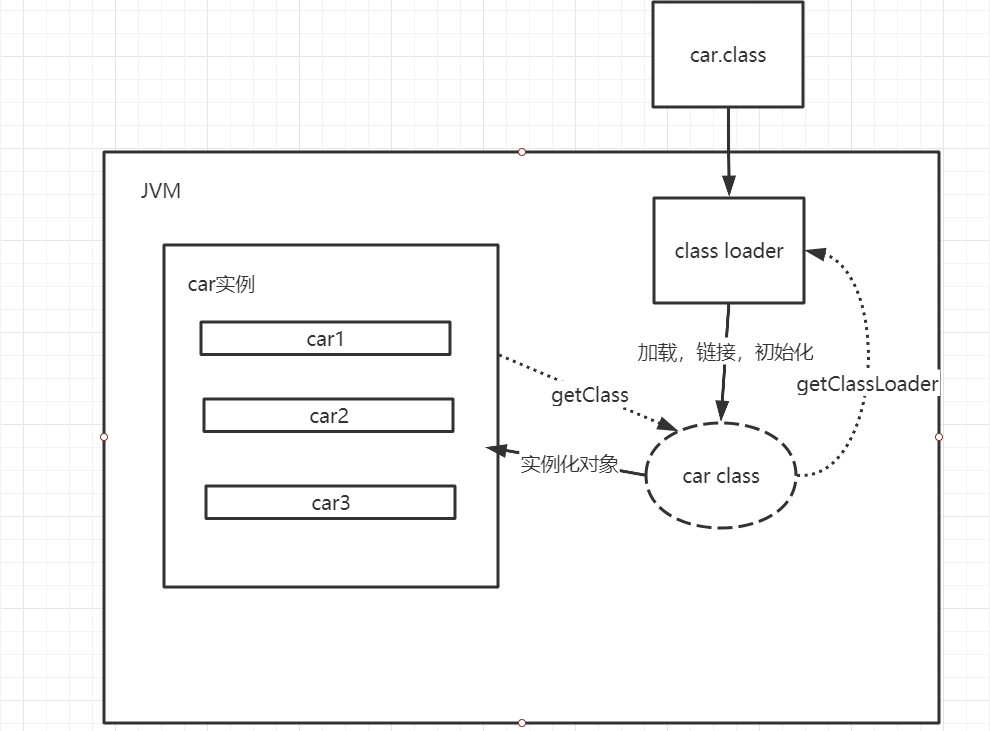 car.class
JVM
class loader
car实例
car1
加载，链接，初始化
getClassLoader
getClass
car2
实例化对象
car class
car3